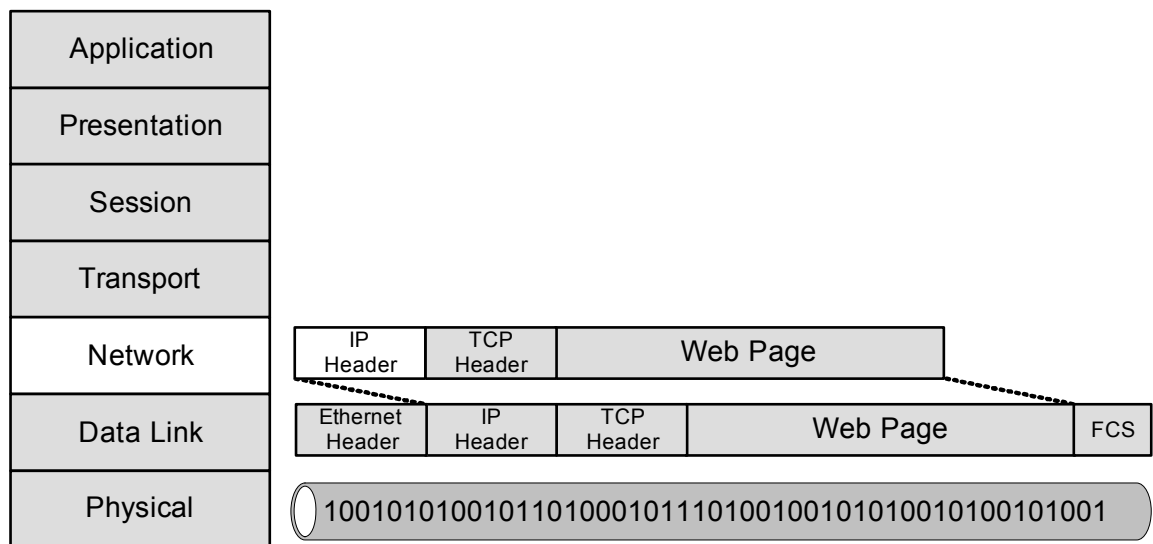 Application
Presentation
Session
Transport
Network
IP
Header
TCP
Header
Web Page
Data Link
Ethernet
Header
IP
Header
TCP
Header
Web Page
FCS
Physical
1001010100101101000101110100100101010010100101001